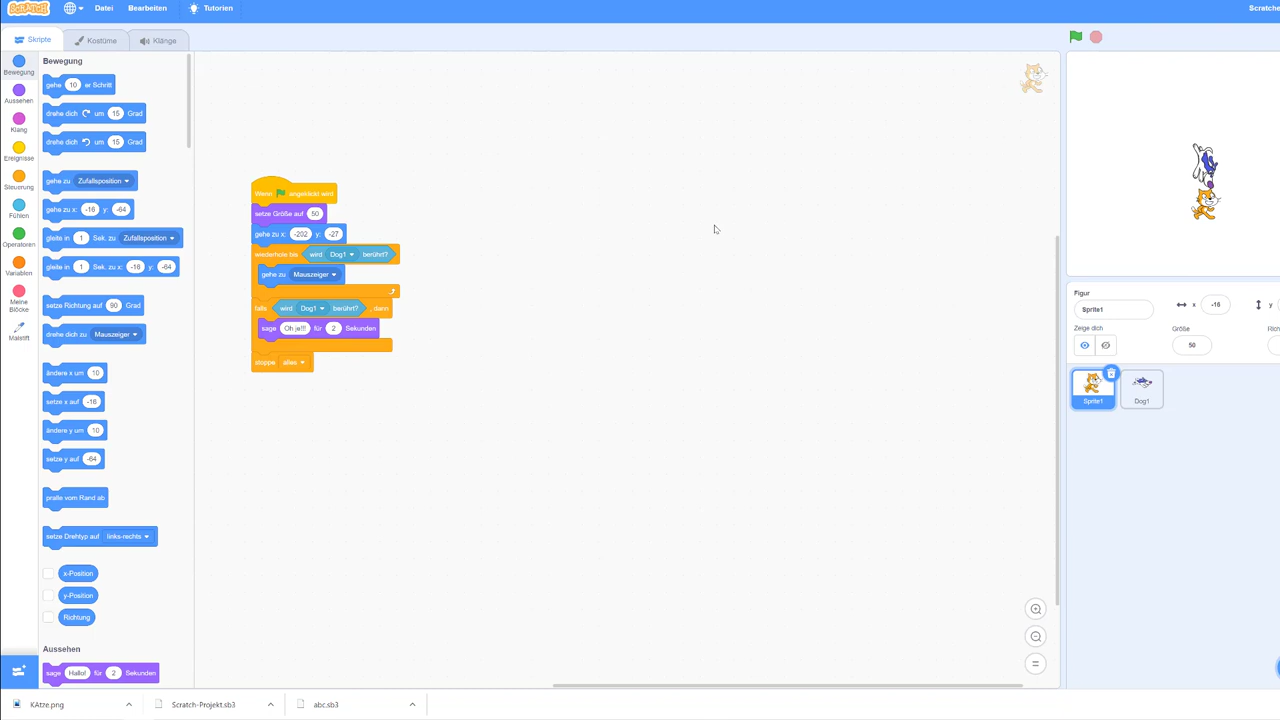 SCRATCH
Datei
Bearbeiten
Tutorien
Scratche
Skripte
Kostüme
Klänge
Bewegung
Aussehen
Klang
Ereignisse
Steuerung
Fühlen
Operatoren
Variablen
Meine
Blöcke
Malstift
Bewegung
gehe 10 er Schritt
drehe dich um 15 Grad
drehe dich um 15 Grad
gehe zu Zufallsposition
gehe zu x: -16 y: -64
gleite in 1 Sek. zu Zufallsposition
gleite in 1 Sek. zu x: -16 y: -64
setze Richtung auf 90 Grad
drehe dich zu Mauszeiger
ändere x um 10
setze x auf -16
ändere y um 10
setze y auf -64
pralle vom Rand ab
setze Drehtyp auf links-rechts
x-Position
y-Position
Richtung
Aussehen
sage Hallo! für 2 Sekunden
Wenn angeklickt wird
setze Größe auf 50
gehe zu x: -202 y: -27
wiederhole bis wird Dog1 berührt?
gehe zu Mauszeiger
falls wird Dog1 berührt? , dann
sage Oh je!!! für 2 Sekunden
stoppe alles
Figur
Sprite1
x -16
y
Zeige dich
Größe
50
Rich
Sprite1
Dog1
KAtze.png
Scratch-Projekt.sb3
abc.sb3